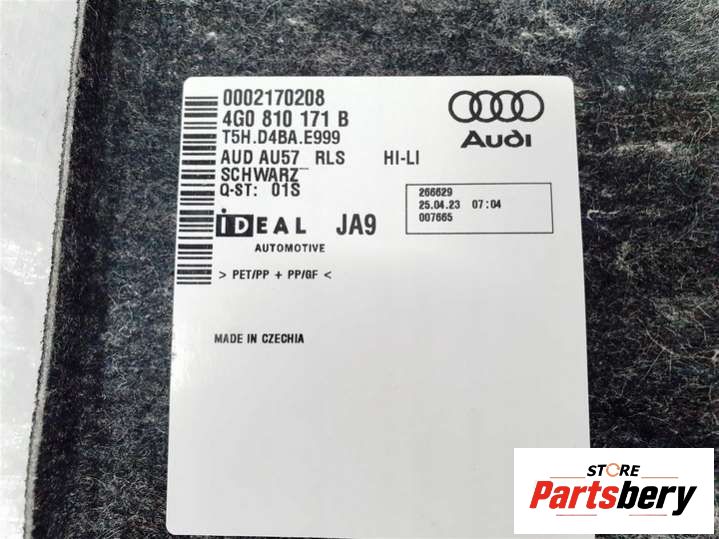 0002170208
4G0 810 171 B
T5H.D4BA.E999
AUD AU57 RLS HI-LI
SCHWARZ
Q-ST: 01S
Audi
266629
25.04.23 07:04
007665
iDEAL JA9
AUTOMOTIVE
> PET/PP + PP/GF <
MADE IN CZECHIA
STORE
Partsbery